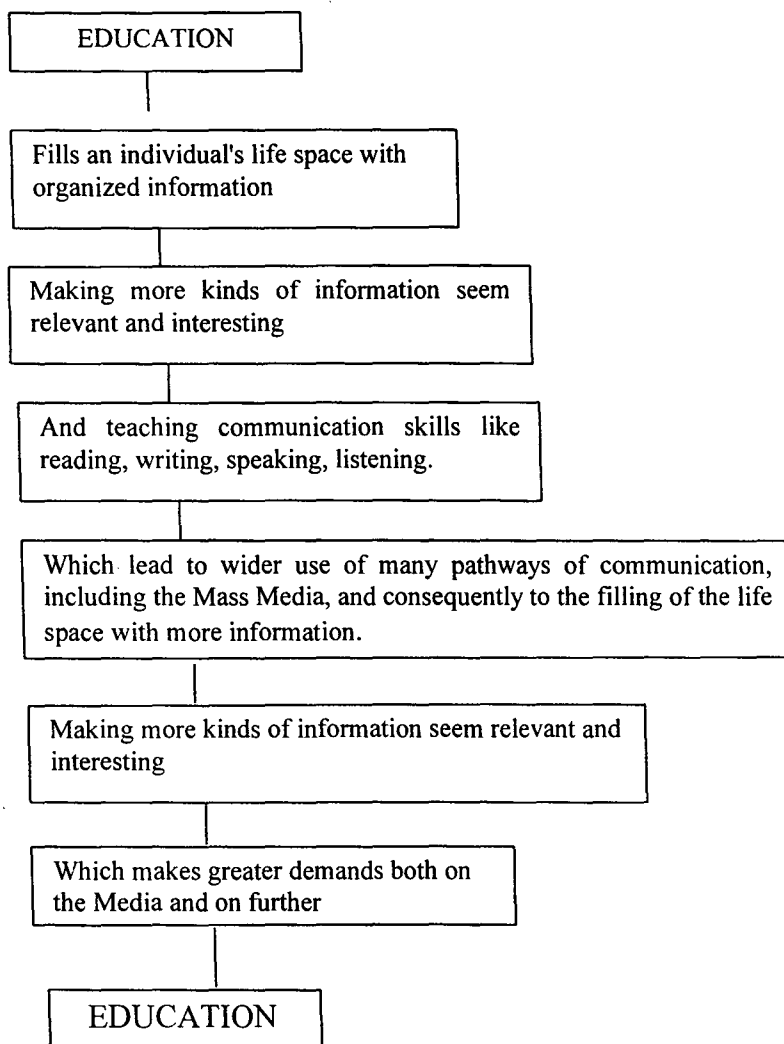 EDUCATION
Fills an individual's life space with
organized information
Making more kinds of information seem
relevant and interesting
And teaching communication skills like
reading, writing, speaking, listening.
Which lead to wider use of many pathways of communication,
including the Mass Media, and consequently to the filling of the life
space with more information.
Making more kinds of information seem relevant and
interesting
Which makes greater demands both on
the Media and on further
EDUCATION